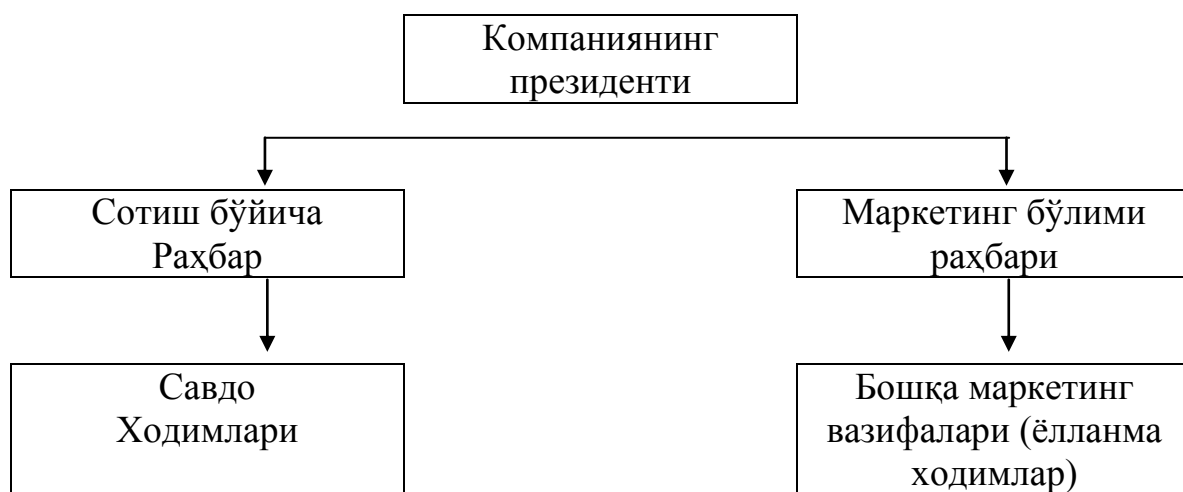 Компаниянинг
президенти
Сотиш бўйича
Раҳбар
Маркетинг бўлими
раҳбари
Савдо
Ходимлари
Бошқа маркетинг
вазифалари (ёлланма
ходимлар)